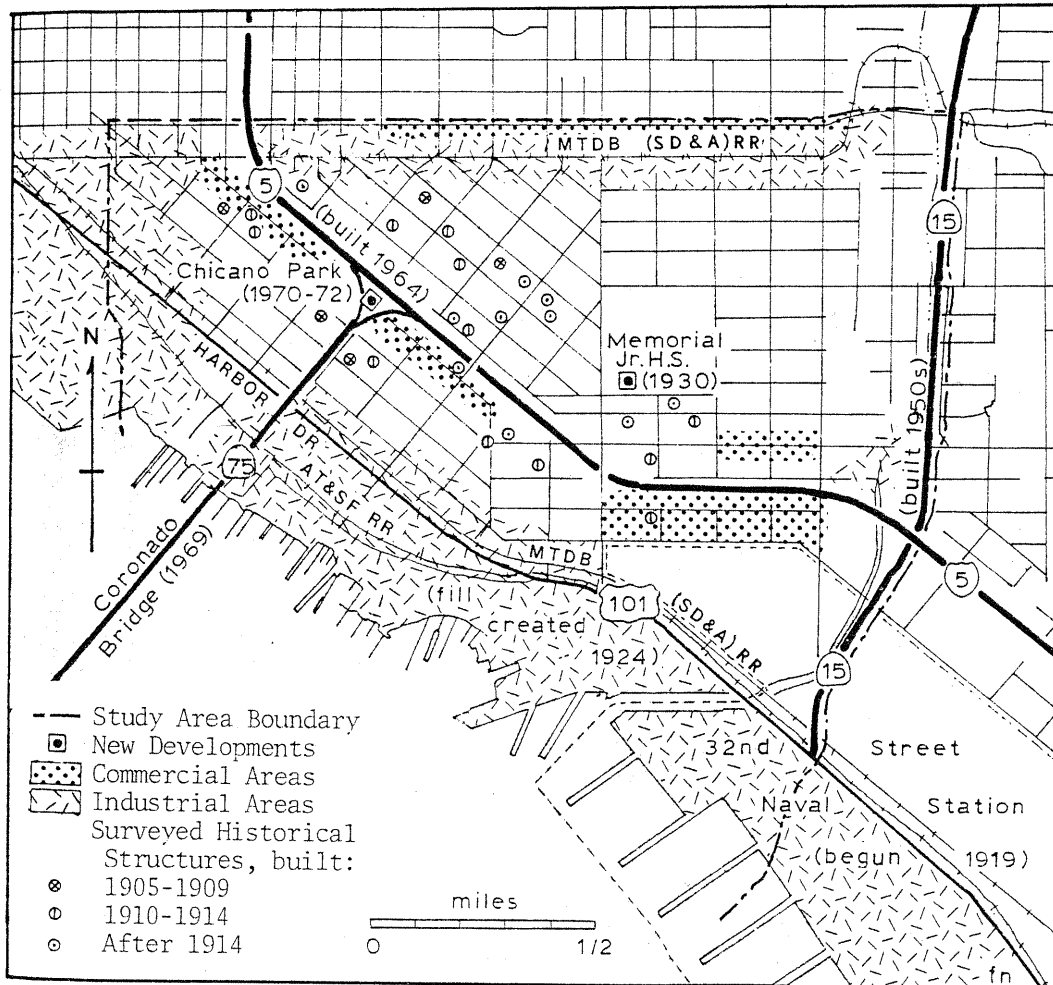 MTDB (SD&A)RR
5
(built 1964)
15
Chicano Park
(1970-72)
N
HARBOR
DR
Memorial
Jr.H.S.
(1930)
(built 1950s)
75
AT&SF RR
Coronado
Bridge (1969)
MTDB
(SD&A)RR
(fill
created
1924)
101
5
15
32nd
Street
Naval
Station
(begun
1919)
Study Area Boundary
New Developments
Commercial Areas
Industrial Areas
Surveyed Historical
Structures, built:
1905-1909
1910-1914
After 1914
miles
0
1/2
fn